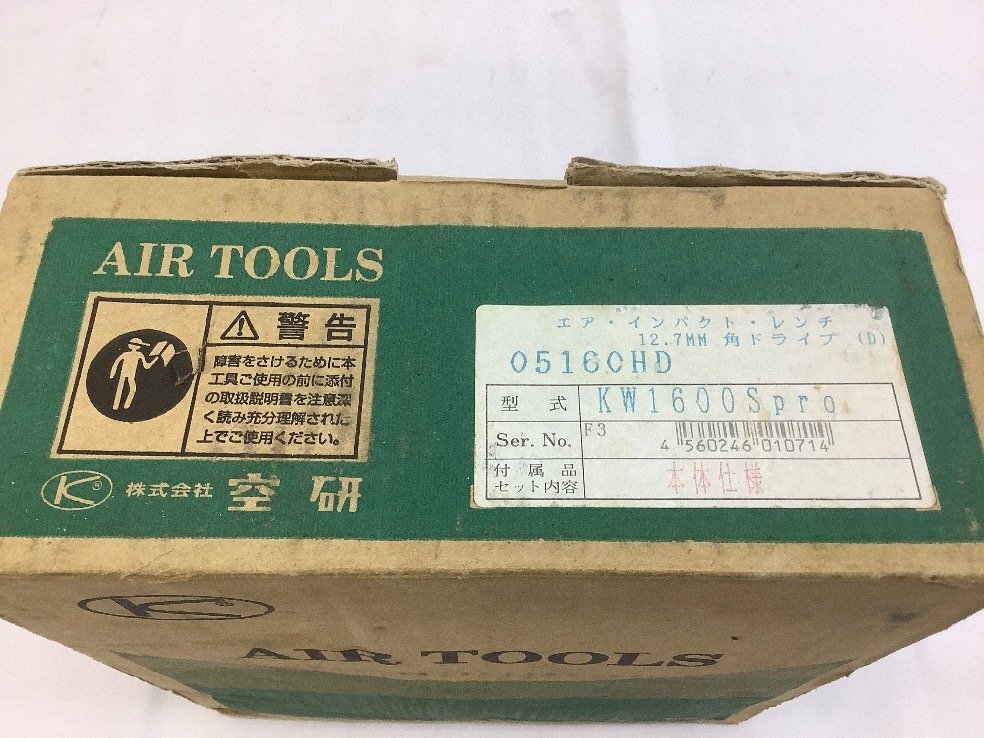 AIR TOOLS
警告
障害をさけるために本
工具ご使用の前に添付
の取扱説明書を注意深
く読み充分理解された
上でご使用ください。
K® 株式会社 空研
エア・インパクト・レンチ
12.7MM 角ドライブ (D)
05160HD
型式 KW1600Spro
Ser. No. F3
4 560246 010714
付属品
セット内容
本体仕様
K®
AIR TOOLS